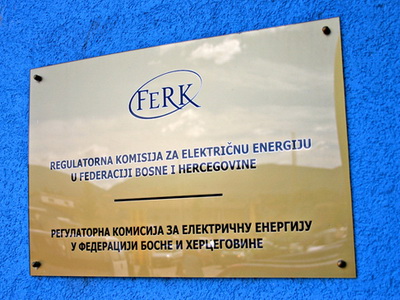 FERK
REGULATORNA KOMISIJA ZA ELEKTRIČNU ENERGIJU
U FEDERACIJI BOSNE I HERCEGOVINE
РЕГУЛАТОРНА КОМИСИЈА ЗА ЕЛЕКТРИЧНУ ЕНЕРГИЈУ
У ФЕДЕРАЦИЈИ БОСНЕ И ХЕРЦЕГОВИНЕ